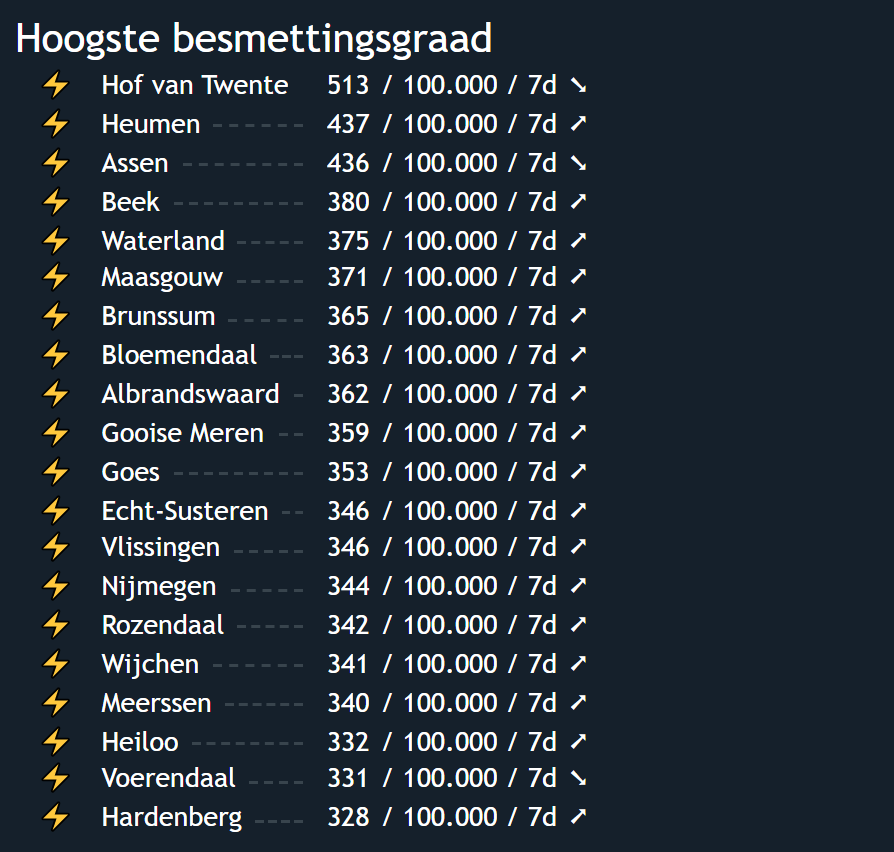 Hoogste besmettingsgraad
⚡ Hof van Twente 513 / 100.000 / 7d ➘
⚡ Heumen ------ 437 / 100.000 / 7d ➚
⚡ Assen -------- 436 / 100.000 / 7d ➘
⚡ Beek --------- 380 / 100.000 / 7d ➚
⚡ Waterland ----- 375 / 100.000 / 7d ➚
⚡ Maasgouw ----- 371 / 100.000 / 7d ➚
⚡ Brunssum ----- 365 / 100.000 / 7d ➚
⚡ Bloemendaal --- 363 / 100.000 / 7d ➚
⚡ Albrandswaard - 362 / 100.000 / 7d ➚
⚡ Gooise Meren -- 359 / 100.000 / 7d ➚
⚡ Goes --------- 353 / 100.000 / 7d ➚
⚡ Echt-Susteren -- 346 / 100.000 / 7d ➚
⚡ Vlissingen ----- 346 / 100.000 / 7d ➚
⚡ Nijmegen ----- 344 / 100.000 / 7d ➚
⚡ Rozendaal ----- 342 / 100.000 / 7d ➚
⚡ Wijchen ------ 341 / 100.000 / 7d ➚
⚡ Meerssen ------ 340 / 100.000 / 7d ➚
⚡ Heiloo -------- 332 / 100.000 / 7d ➚
⚡ Voerendaal ---- 331 / 100.000 / 7d ➘
⚡ Hardenberg ---- 328 / 100.000 / 7d ➚